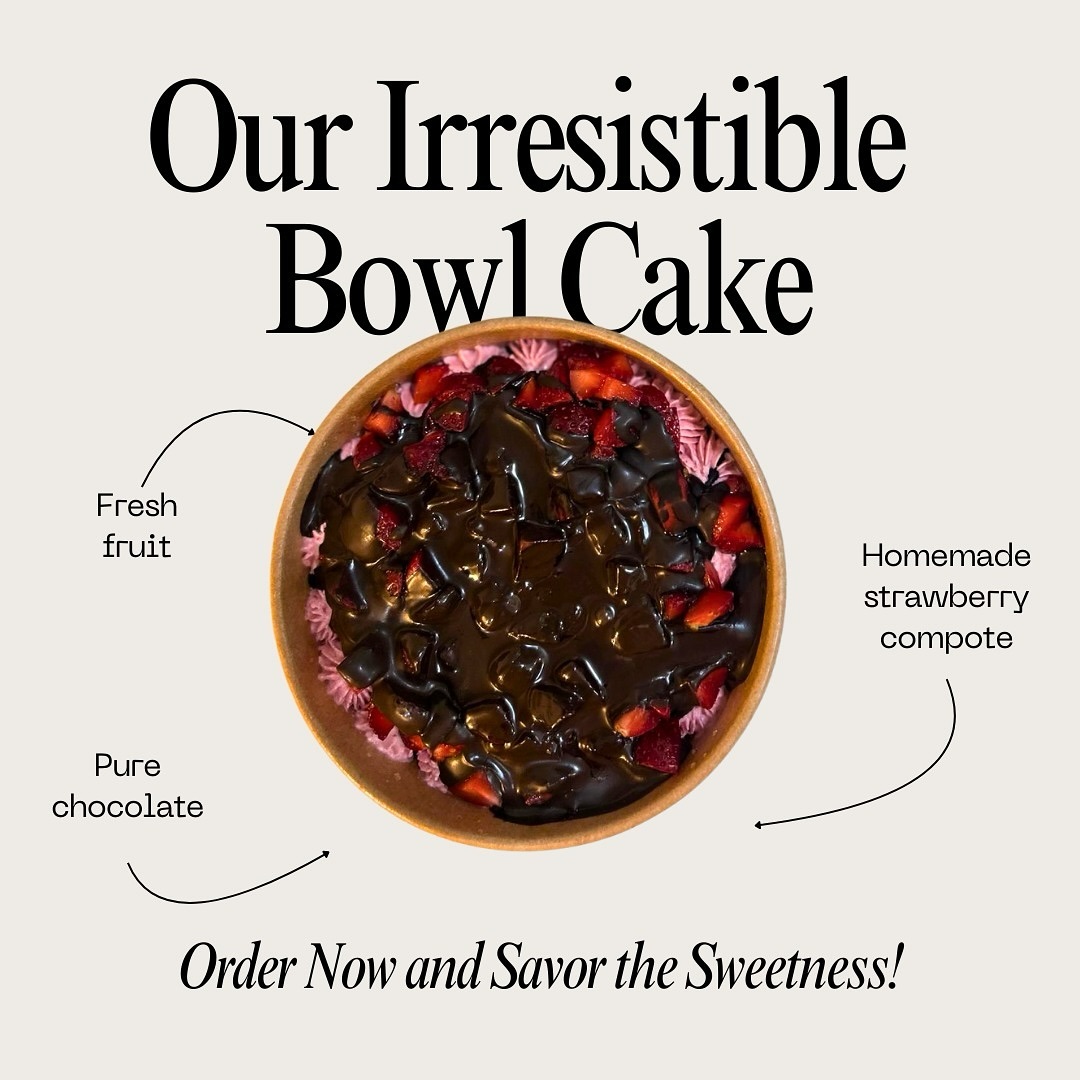 Our Irresistible
Bowl Cake
Fresh
fruit
Homemade
strawberry
compote
Pure
chocolate
Order Now and Savor the Sweetness!